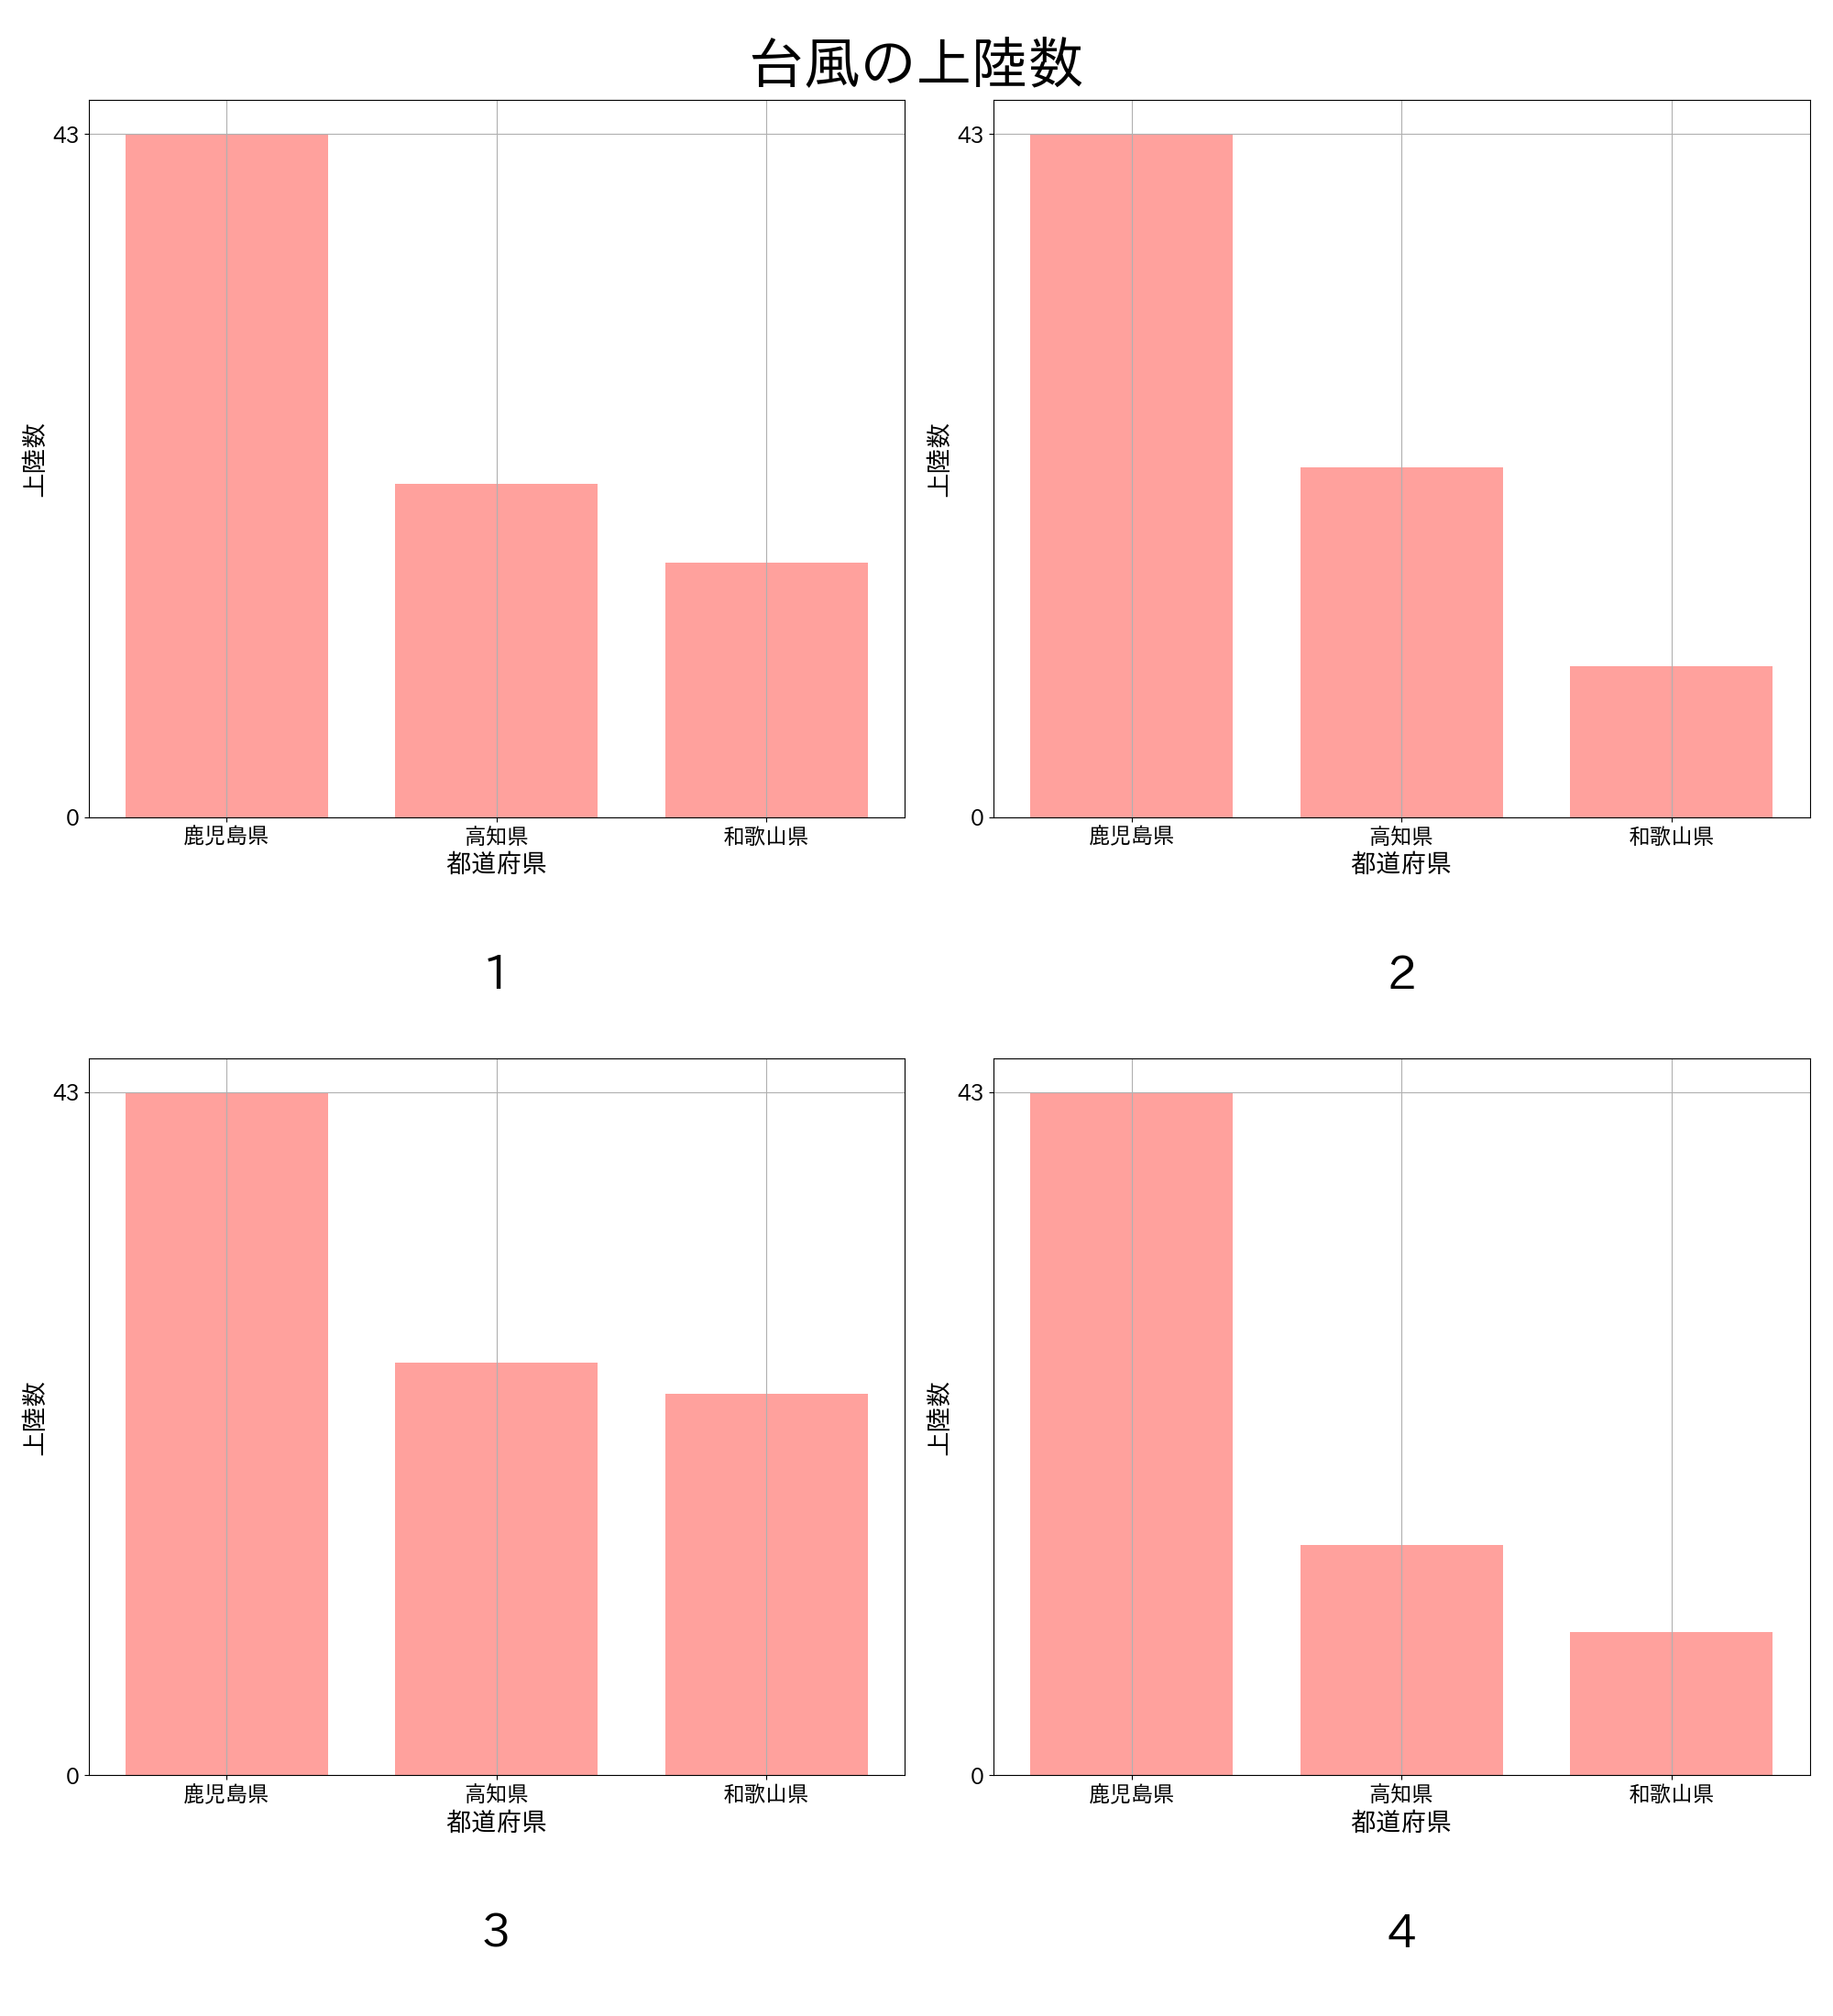 台風の上陸数
43
0
上陸数
鹿児島県 高知県 和歌山県
都道府県
1
43
0
上陸数
鹿児島県 高知県 和歌山県
都道府県
2
43
0
上陸数
鹿児島県 高知県 和歌山県
都道府県
3
43
0
上陸数
鹿児島県 高知県 和歌山県
都道府県
4